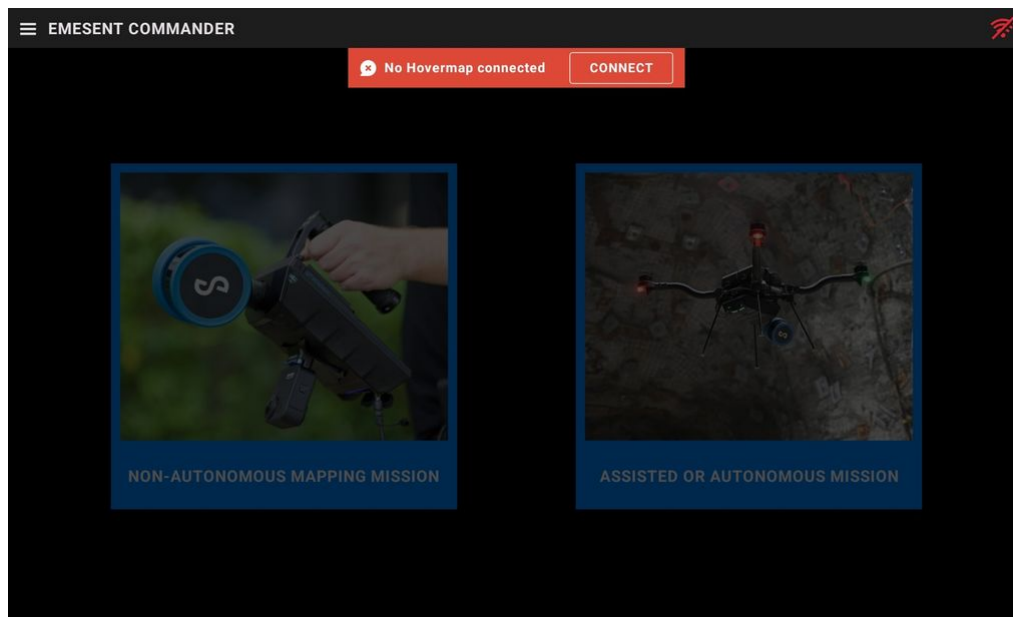 EMESENT COMMANDER
No Hovermap connected
CONNECT
NON-AUTONOMOUS MAPPING MISSION
ASSISTED OR AUTONOMOUS MISSION